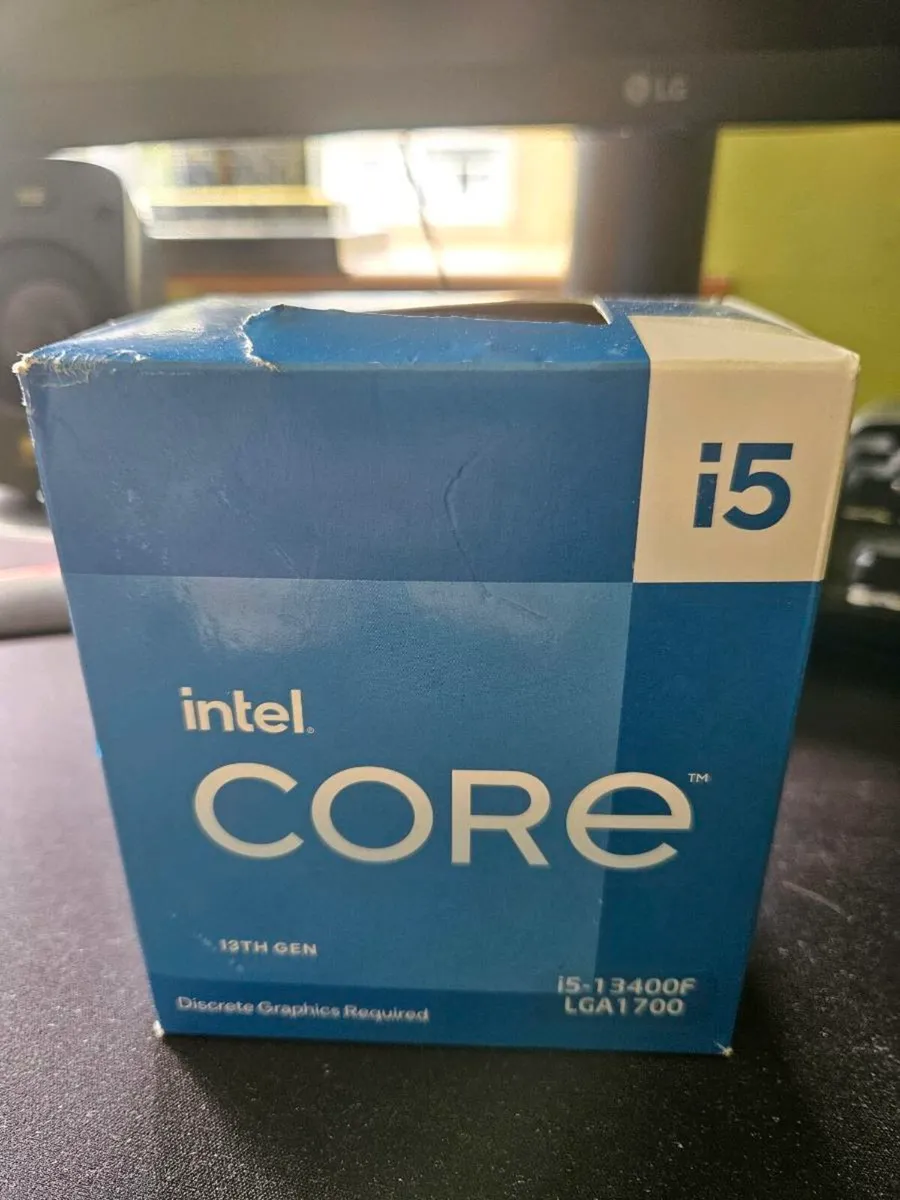 LG
i5
intel®
CORE™
13TH GEN
i5-13400F
LGA1700
Discrete Graphics Required